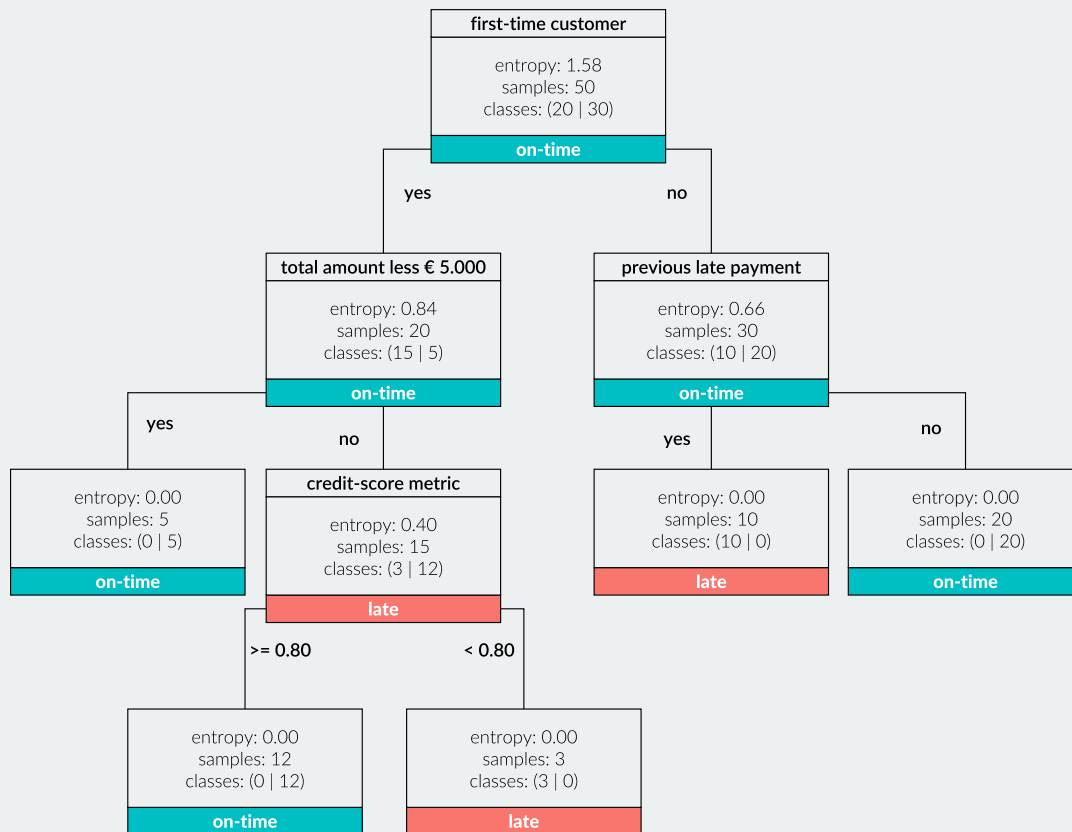 first-time customer
entropy: 1.58
samples: 50
classes: (20 | 30)
on-time
yes
no
total amount less € 5.000
entropy: 0.84
samples: 20
classes: (15 | 5)
on-time
previous late payment
entropy: 0.66
samples: 30
classes: (10 | 20)
on-time
yes
no
yes
no
entropy: 0.00
samples: 5
classes: (0 | 5)
on-time
credit-score metric
entropy: 0.40
samples: 15
classes: (3 | 12)
late
entropy: 0.00
samples: 10
classes: (10 | 0)
late
entropy: 0.00
samples: 20
classes: (0 | 20)
on-time
>= 0.80
< 0.80
entropy: 0.00
samples: 12
classes: (0 | 12)
on-time
entropy: 0.00
samples: 3
classes: (3 | 0)
late